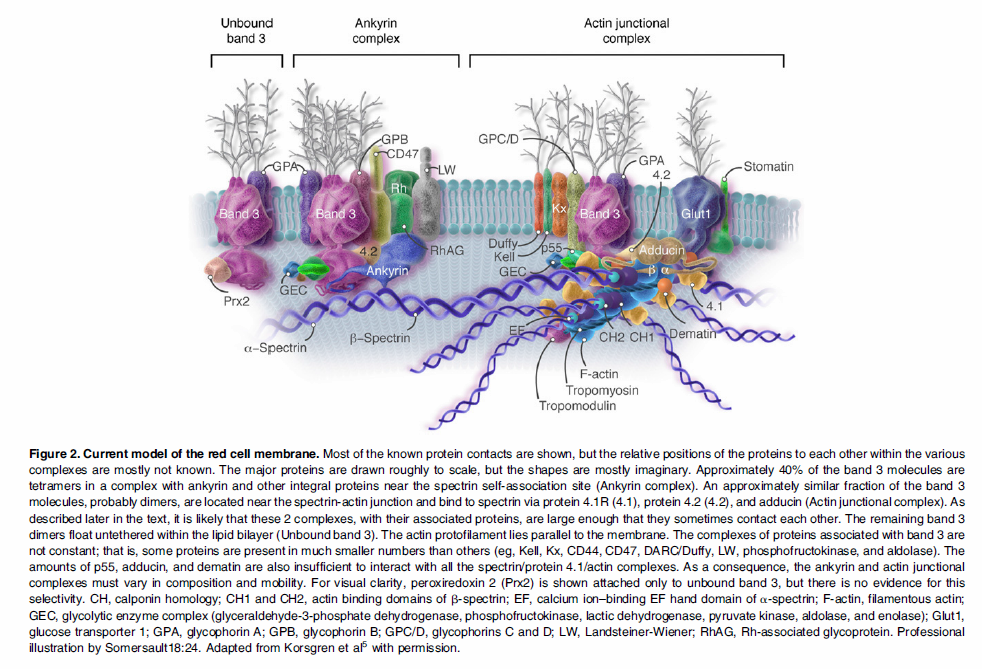 Unbound
band 3
Ankyrin
complex
Actin junctional
complex
GPA
GPB
CD47
LW
Rh
Band 3
Band 3
4.2
RhAG
Ankyrin
GEC
Prx2
α–Spectrin
β–Spectrin
GPC/D
GPA
4.2
Stomatin
Kx
Band 3
Glut1
Duffy
Kell
p55
GEC
Adducin
β α
4.1
EF
CH2 CH1
Dematin
F-actin
Tropomyosin
Tropomodulin
Figure 2. Current model of the red cell membrane. Most of the known protein contacts are shown, but the relative positions of the proteins to each other within the various
complexes are mostly not known. The major proteins are drawn roughly to scale, but the shapes are mostly imaginary. Approximately 40% of the band 3 molecules are
tetramers in a complex with ankyrin and other integral proteins near the spectrin self-association site (Ankyrin complex). An approximately similar fraction of the band 3
molecules, probably dimers, are located near the spectrin-actin junction and bind to spectrin via protein 4.1R (4.1), protein 4.2 (4.2), and adducin (Actin junctional complex). As
described later in the text, it is likely that these 2 complexes, with their associated proteins, are large enough that they sometimes contact each other. The remaining band 3
dimers float untethered within the lipid bilayer (Unbound band 3). The actin protofilament lies parallel to the membrane. The complexes of proteins associated with band 3 are
not constant; that is, some proteins are present in much smaller numbers than others (eg, Kell, Kx, CD44, CD47, DARC/Duffy, LW, phosphofructokinase, and aldolase). The
amounts of p55, adducin, and dematin are also insufficient to interact with all the spectrin/protein 4.1/actin complexes. As a consequence, the ankyrin and actin junctional
complexes must vary in composition and mobility. For visual clarity, peroxiredoxin 2 (Prx2) is shown attached only to unbound band 3, but there is no evidence for this
selectivity. CH, calponin homology; CH1 and CH2, actin binding domains of β-spectrin; EF, calcium ion–binding EF hand domain of α-spectrin; F-actin, filamentous actin;
GEC, glycolytic enzyme complex (glyceraldehyde-3-phosphate dehydrogenase, phosphofructokinase, lactic dehydrogenase, pyruvate kinase, aldolase, and enolase); Glut1,
glucose transporter 1; GPA, glycophorin A; GPB, glycophorin B; GPC/D, glycophorins C and D; LW, Landsteiner-Wiener; RhAG, Rh-associated glycoprotein. Professional
illustration by Somersault18:24. Adapted from Korsgren et al⁵ with permission.